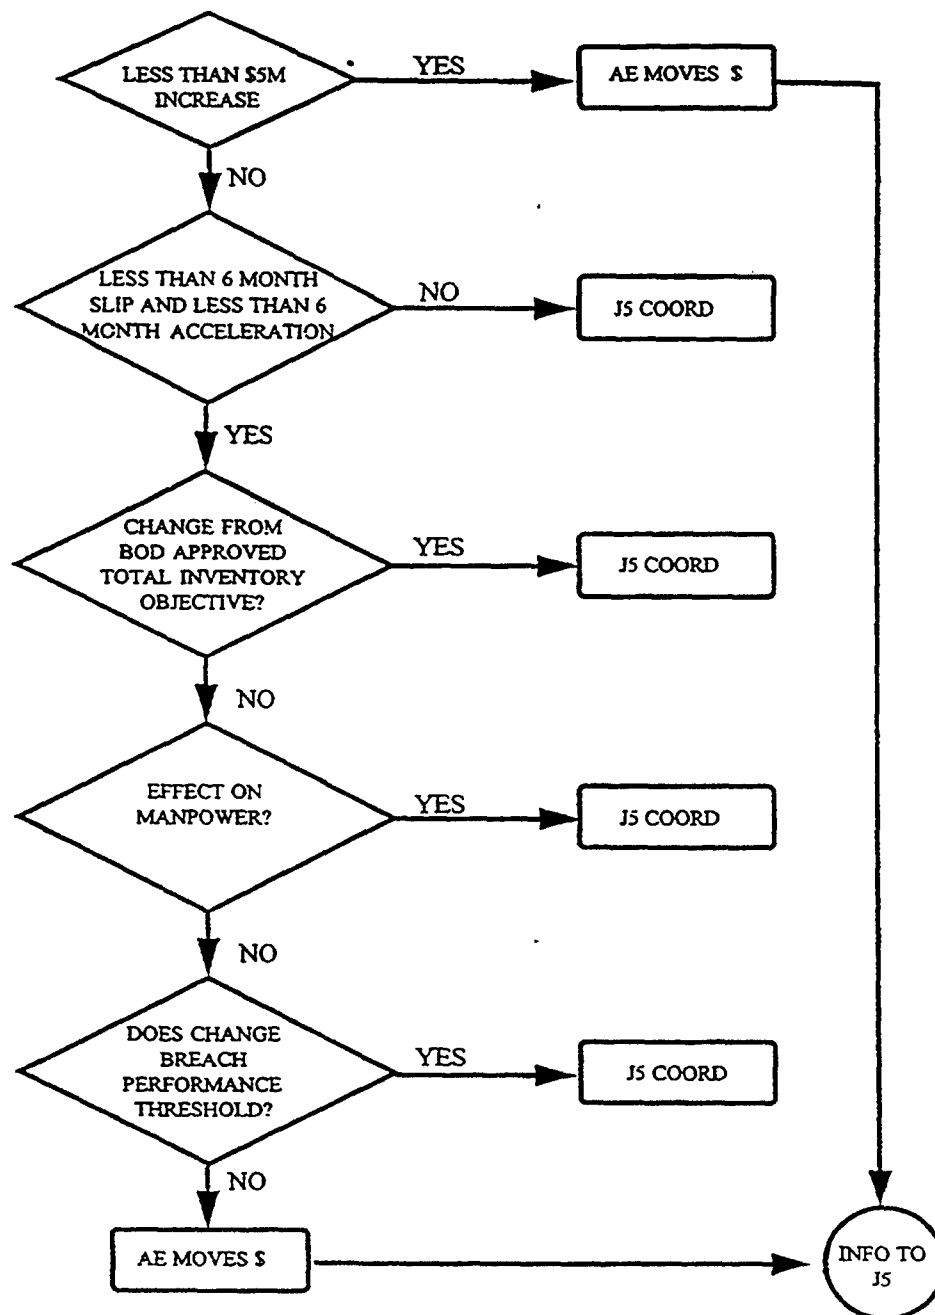 LESS THAN $5M
INCREASE
YES
AE MOVES $
NO
LESS THAN 6 MONTH
SLIP AND LESS THAN 6
MONTH ACCELERATION
NO
J5 COORD
YES
CHANGE FROM
BOD APPROVED
TOTAL INVENTORY
OBJECTIVE?
YES
J5 COORD
NO
EFFECT ON
MANPOWER?
YES
J5 COORD
NO
DOES CHANGE
BREACH
PERFORMANCE
THRESHOLD?
YES
J5 COORD
NO
AE MOVES $
INFO TO
J5